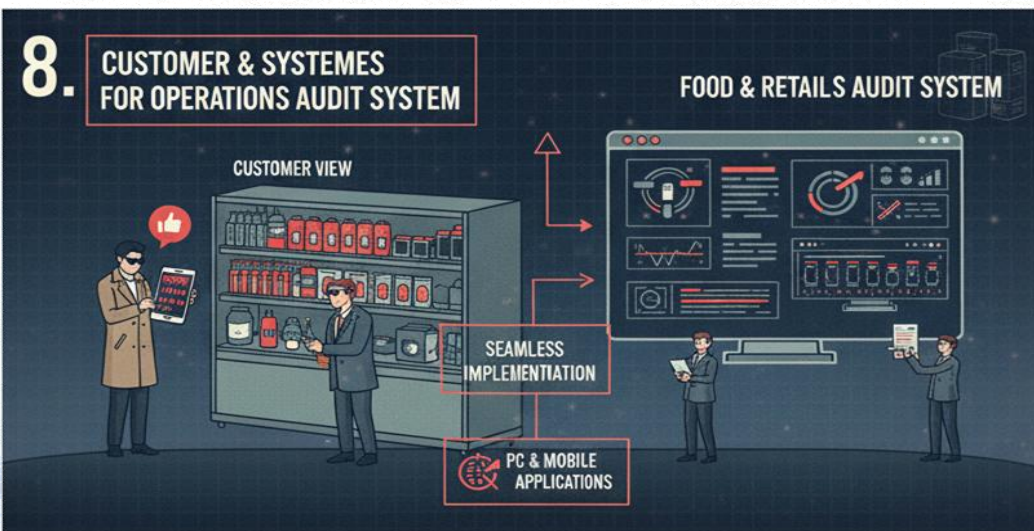 8.
CUSTOMER & SYSTEMES
FOR OPERATIONS AUDIT SYSTEM
FOOD & RETAILS AUDIT SYSTEM
CUSTOMER VIEW
SEAMLESS
IMPLEMENTIATION
PC & MOBILE
APPLICATIONS